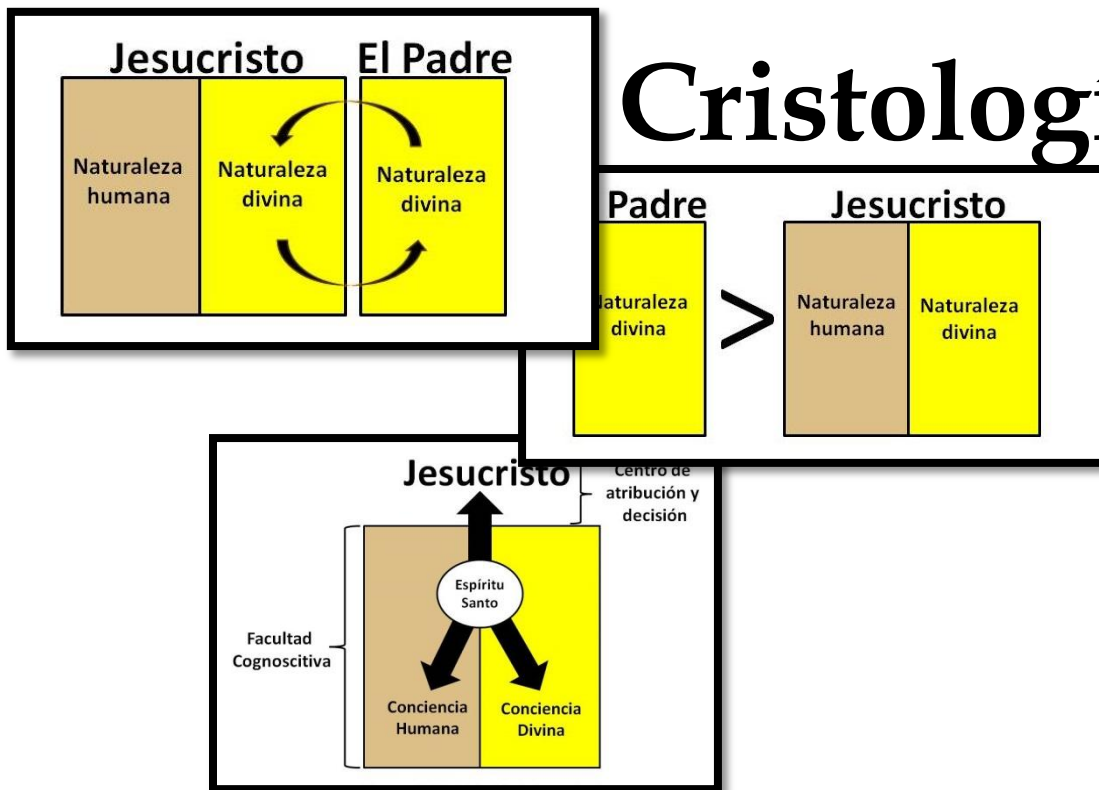 Jesucristo El Padre
Naturaleza
humana
Naturaleza
divina
Naturaleza
divina
Cristologí
Padre Jesucristo
Naturaleza
divina
>
Naturaleza
humana
Naturaleza
divina
Jesucristo
Centro de
atribución y
decisión
Espíritu
Santo
Facultad
Cognoscitiva
Conciencia
Humana
Conciencia
Divina